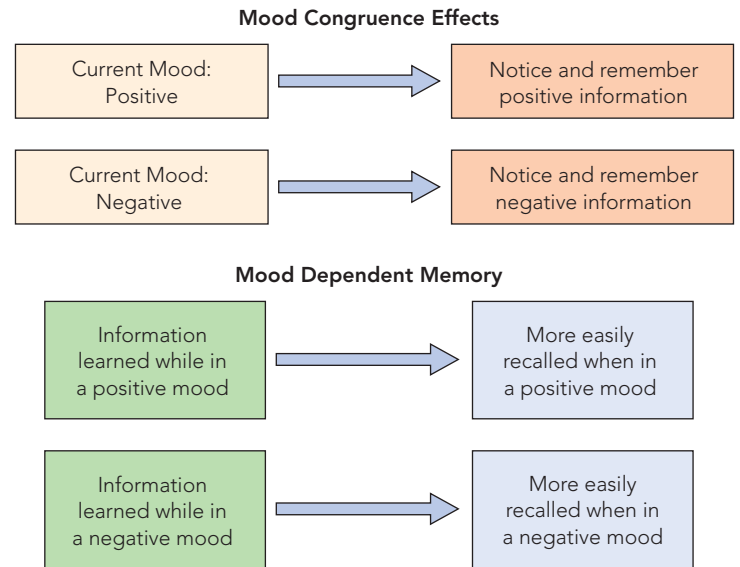 Mood Congruence Effects
Current Mood:
Positive
Notice and remember
positive information
Current Mood:
Negative
Notice and remember
negative information
Mood Dependent Memory
Information
learned while in
a positive mood
More easily
recalled when in
a positive mood
Information
learned while in
a negative mood
More easily
recalled when in
a negative mood